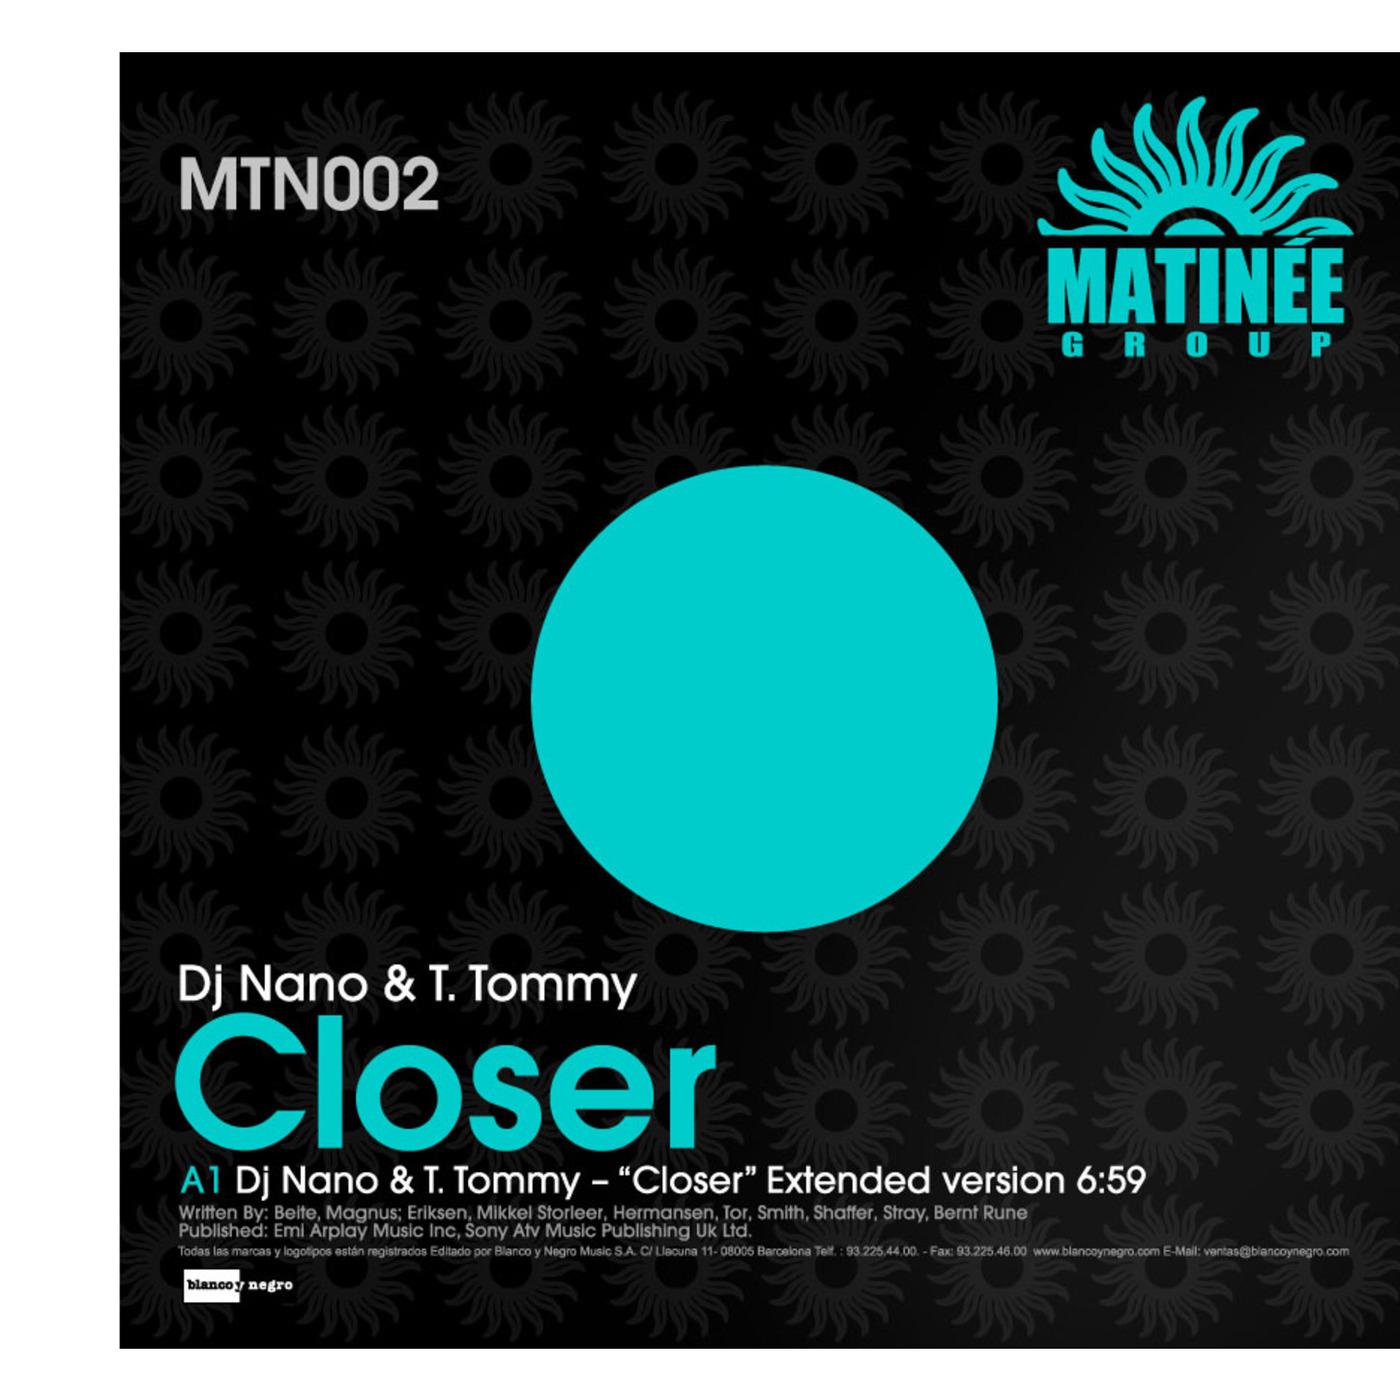 MTN002
MATINÉE
GROUP
Dj Nano & T. Tommy
Closer
A1 Dj Nano & T. Tommy – “Closer” Extended version 6:59
Written By: Beite, Magnus; Eriksen, Mikkel Storleer, Hermansen, Tor, Smith, Shaffer, Stray, Bernt Rune
Published: Emi Arplay Music Inc, Sony Atv Music Publishing Uk Ltd.
Todas las marcas y logotipos están registrados Editado por Blanco y Negro Music S.A. C/ Llacuna 11- 08005 Barcelona Telf. : 93.225.44.00. - Fax: 93.225.46.00 www.blancoynegro.com E-Mail: ventas@blancoynegro.com
blanco y negro